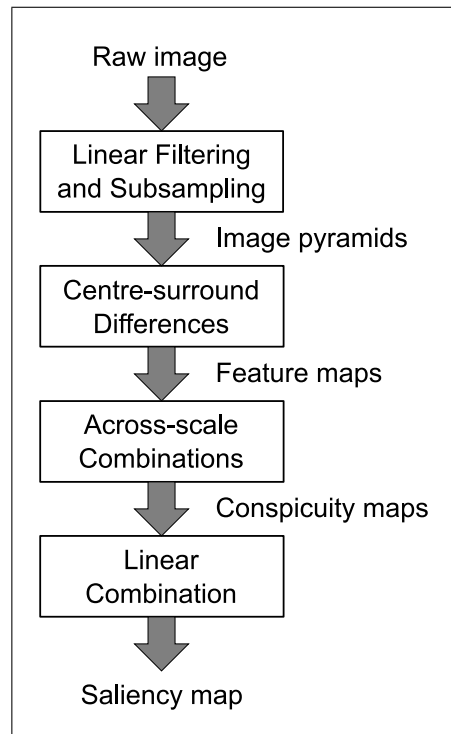 Raw image
Linear Filtering
and Subsampling
Image pyramids
Centre-surround
Differences
Feature maps
Across-scale
Combinations
Conspicuity maps
Linear
Combination
Saliency map